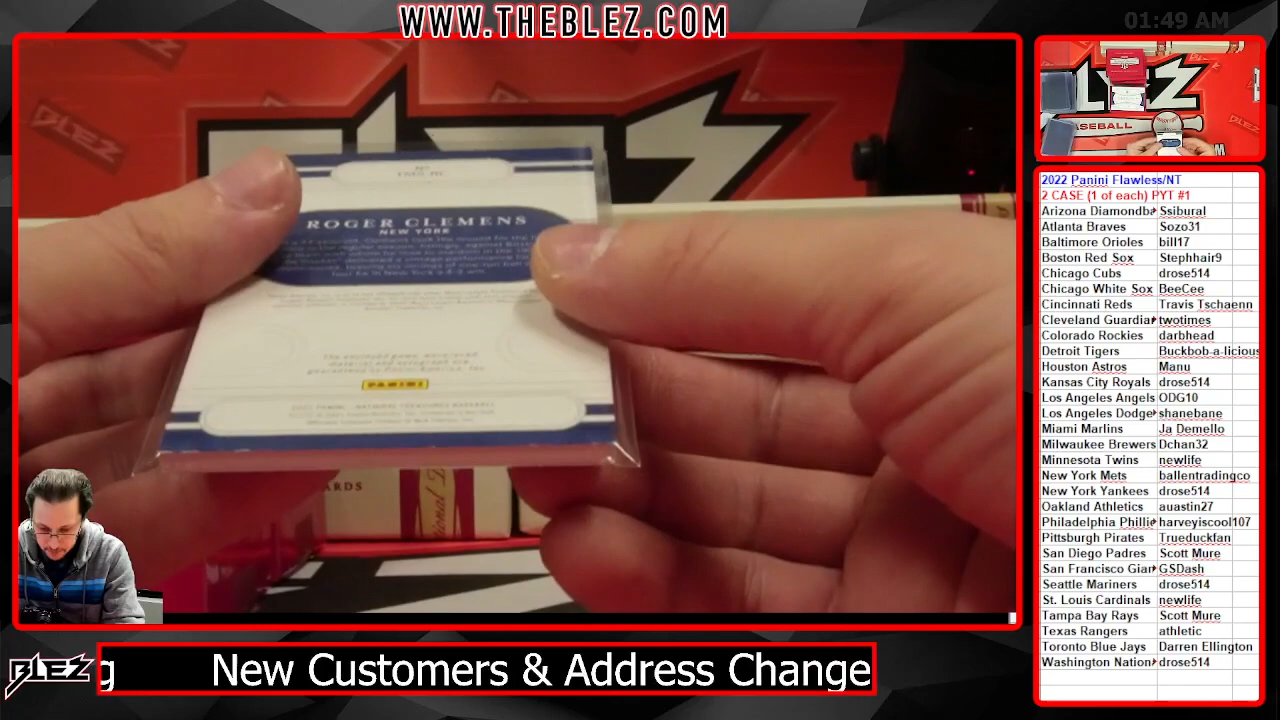 WWW.THEBLEZ.COM
01:49 AM
BLEZ
ROGER CLEMENS
NEW YORK
PANINI
ARDS
BASEBALL
2022 Panini Flawless/NT
2 CASE (1 of each) PYT #1
Arizona Diamondba Ssibural
Atlanta Braves Sozo31
Baltimore Orioles bill17
Boston Red Sox Stephhair9
Chicago Cubs drose514
Chicago White Sox BeeCee
Cincinnati Reds Travis Tschaenn
Cleveland Guardian twotimes
Colorado Rockies darbhead
Detroit Tigers Buckbob-a-licious
Houston Astros Manu
Kansas City Royals drose514
Los Angeles Angels ODG10
Los Angeles Dodge shanebane
Miami Marlins Ja Demello
Milwaukee Brewers Dchan32
Minnesota Twins newlife
New York Mets ballentradingco
New York Yankees drose514
Oakland Athletics auastin27
Philadelphia Phillie harveyiscool107
Pittsburgh Pirates Trueduckfan
San Diego Padres Scott Mure
San Francisco Gian GSDash
Seattle Mariners drose514
St. Louis Cardinals newlife
Tampa Bay Rays Scott Mure
Texas Rangers athletic
Toronto Blue Jays Darren Ellington
Washington Nation drose514
BLEZ
g New Customers & Address Change